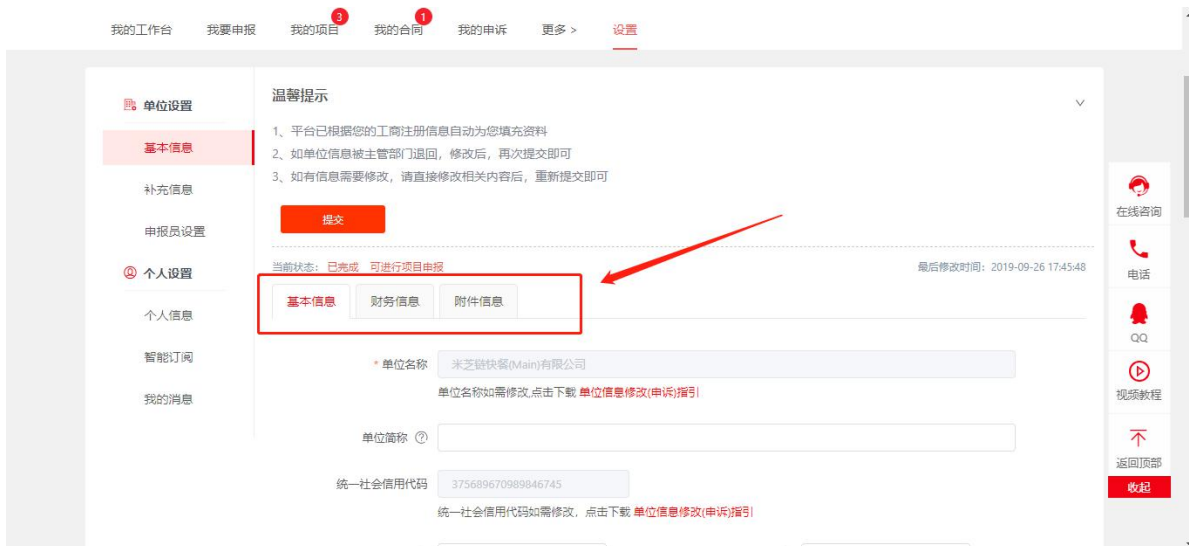 我的工作台 我要申报 我的项目 3 我的合同 1 我的申诉 更多 > 设置
单位设置
基本信息
补充信息
申报员设置
个人设置
个人信息
智能订阅
我的消息
温馨提示
1、平台已根据您的工商注册信息自动为您填充资料
2、如单位信息被主管部门退回，修改后，再次提交即可
3、如有信息需要修改，请直接修改相关内容后，重新提交即可
提交
当前状态： 已完成 可进行项目申报 最后修改时间：2019-09-26 17:45:48
基本信息 财务信息 附件信息
* 单位名称 米芝链快餐(Main)有限公司
单位名称如需修改,点击下载 单位信息修改(申诉)指引
单位简称 ?
统一社会信用代码 375689670989846745
统一社会信用代码如需修改，点击下载 单位信息修改(申诉)指引
在线咨询
电话
QQ
视频教程
返回顶部
收起